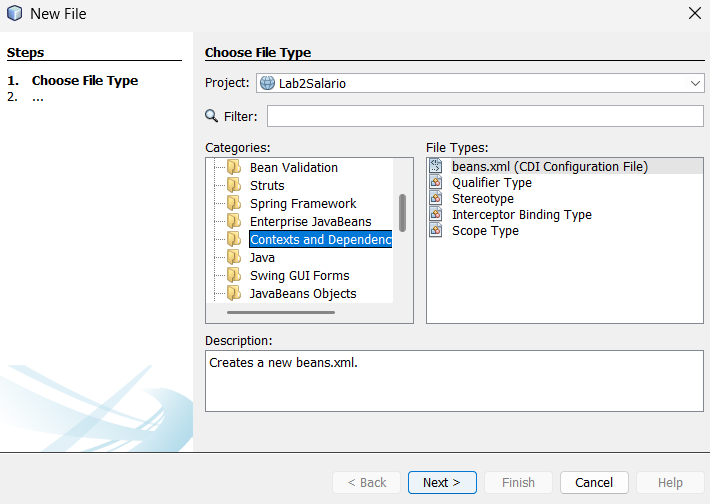 New File
Steps
1. Choose File Type
2. ...
Choose File Type
Project: Lab2Salario
Filter:
Categories:
Bean Validation
Struts
Spring Framework
Enterprise JavaBeans
Contexts and Dependenc
Java
Swing GUI Forms
JavaBeans Objects
File Types:
beans.xml (CDI Configuration File)
Qualifier Type
Stereotype
Interceptor Binding Type
Scope Type
Description:
Creates a new beans.xml.
< Back Next > Finish Cancel Help